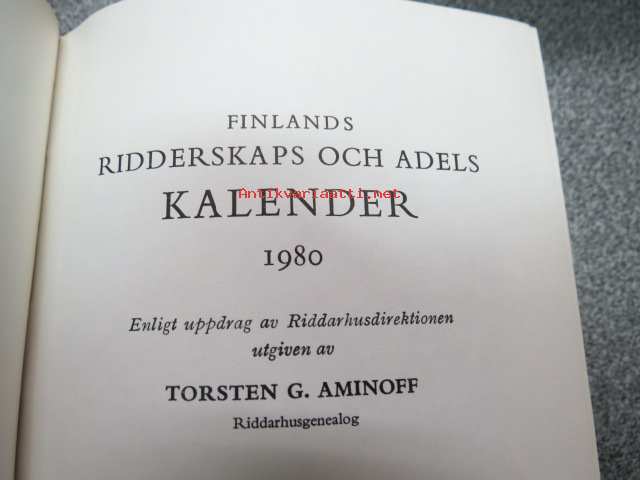 FINLANDS
RIDDERSKAPS OCH ADELS
Antikvariaatti.net
KALENDER
1980
Enligt uppdrag av Riddarhusdirektionen
utgiven av
TORSTEN G. AMINOFF
Riddarhusgenealog